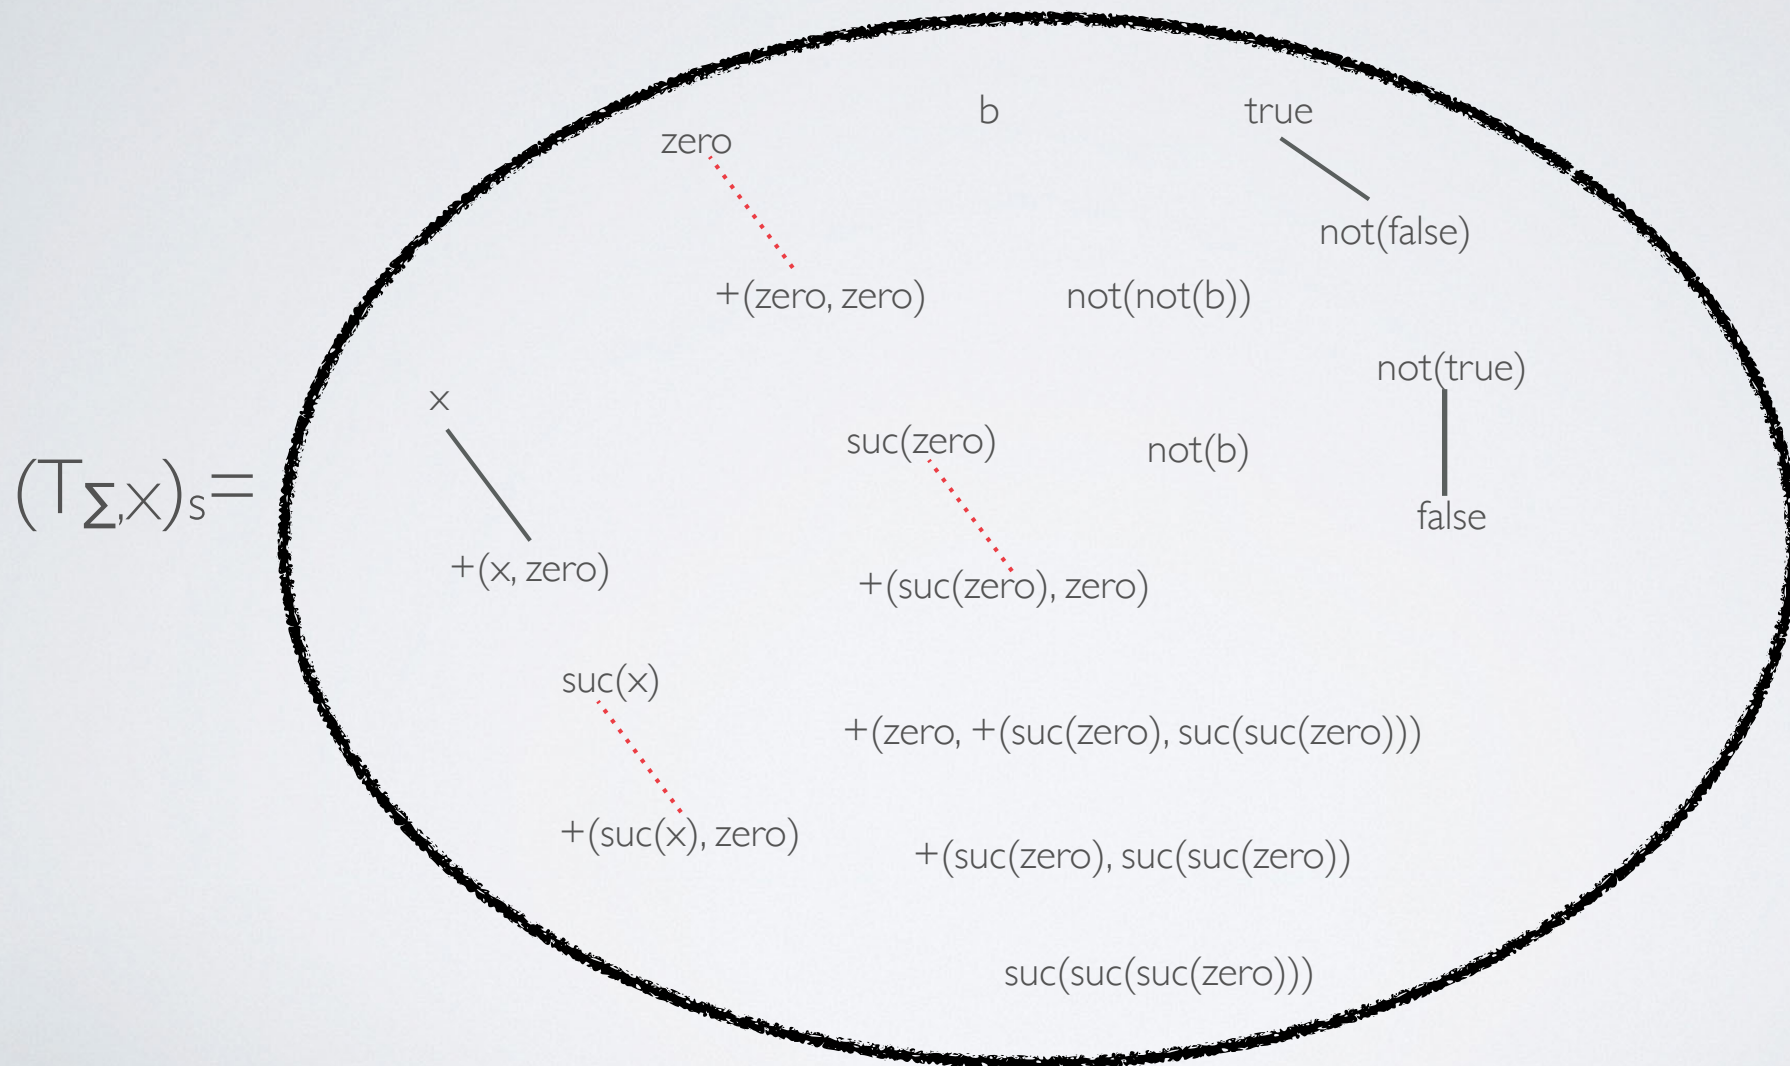 b
true
zero
not(false)
+(zero, zero)
not(not(b))
not(true)
x
suc(zero)
not(b)
(T∑,X)s=
false
+(x, zero)
+(suc(zero), zero)
suc(x)
+(zero, +(suc(zero), suc(suc(zero)))
+(suc(x), zero)
+(suc(zero), suc(suc(zero))
suc(suc(suc(zero)))